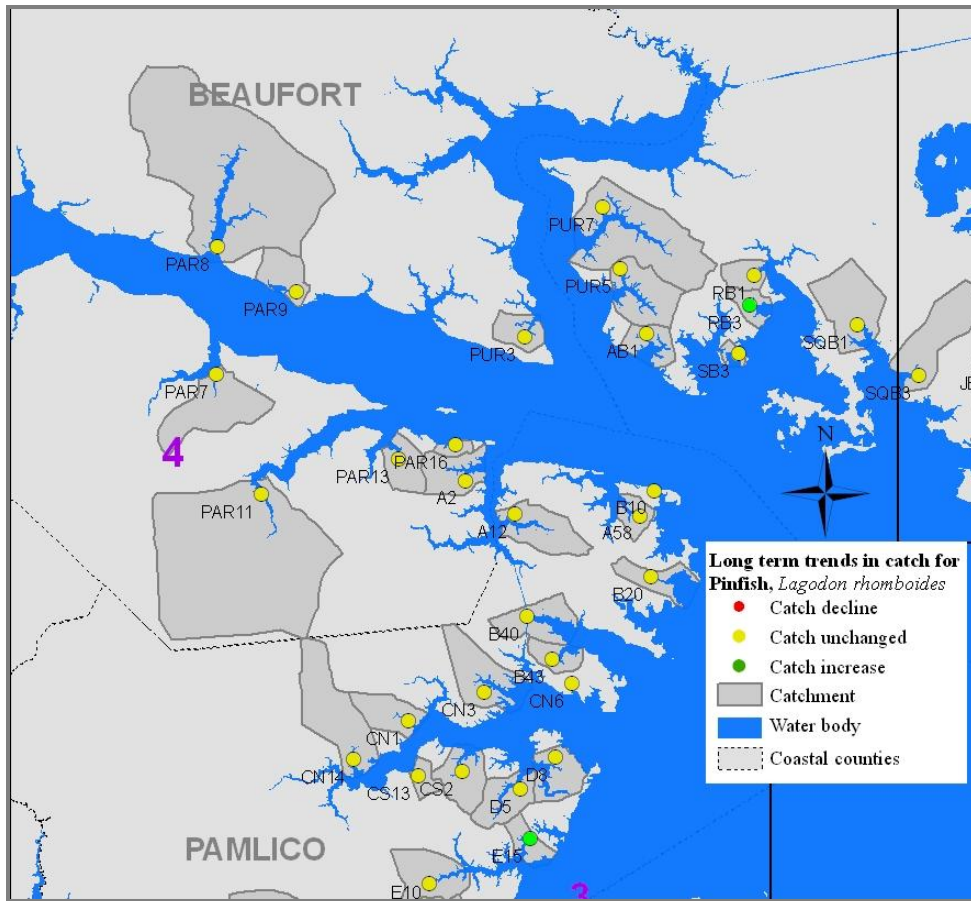 BEAUFORT
PUR7
PAR8
PUR5
RB1
PAR9
RB3
SQB1
PUR3
AB1
SB3
PAR7
SQB3
N
4
PAR13
PAR16
A2
PAR11
B10
A12
A58
B20
B40
B43
CN6
CN3
CN1
CN14
CS13
CS2
D8
D5
PAMLICO
E15
E10
3
Long term trends in catch for
Pinfish, Lagodon rhomboides
Catch decline
Catch unchanged
Catch increase
Catchment
Water body
Coastal counties